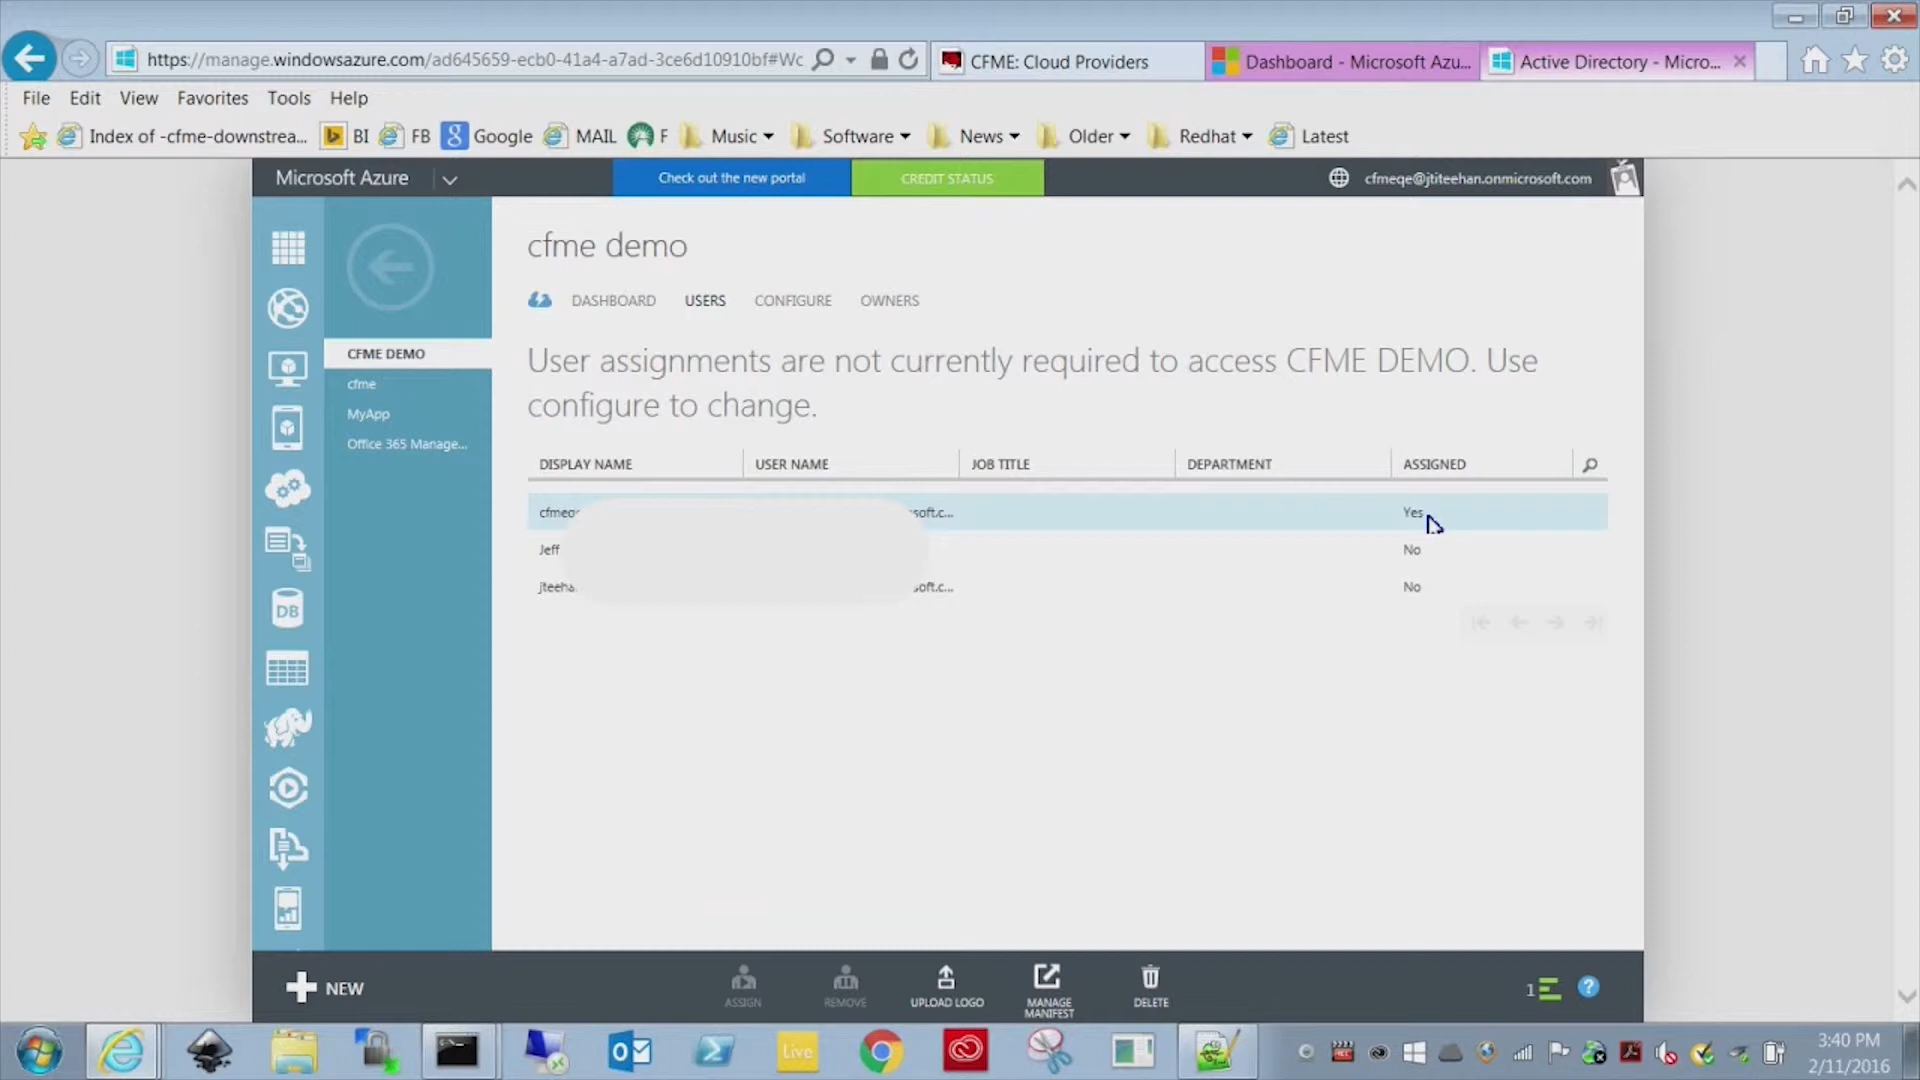 https://manage.windowsazure.com/ad645659-ecb0-41a4-a7ad-3ce6d10910bf#Wc
CFME: Cloud Providers
Dashboard - Microsoft Azu...
Active Directory - Micro...
File Edit View Favorites Tools Help
Index of -cfme-downstrea... BI FB Google MAIL F Music Software News Older Redhat Latest
Microsoft Azure
Check out the new portal
CREDIT STATUS
cfmeqe@jtiteehan.onmicrosoft.com
CFME DEMO
cfme
MyApp
Office 365 Manage...
cfme demo
DASHBOARD USERS CONFIGURE OWNERS
User assignments are not currently required to access CFME DEMO. Use
configure to change.
DISPLAY NAME USER NAME JOB TITLE DEPARTMENT ASSIGNED
soft.c... Yes
Jeff No
soft.c... No
NEW
ASSIGN
REMOVE
UPLOAD LOGO
MANAGE
MANIFEST
DELETE
1
DB
Live
3:40 PM
2/11/2016